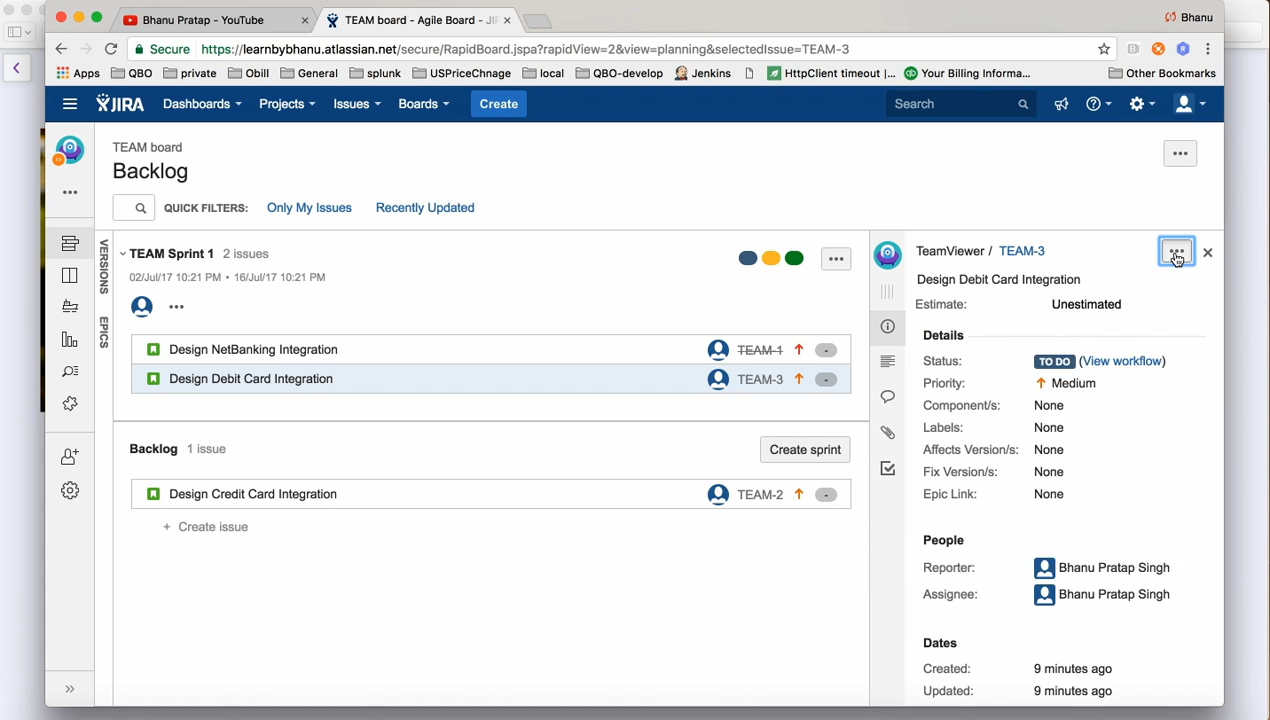 Bhanu Pratap - YouTube
TEAM board - Agile Board - JI
Bhanu
Secure https://learnbybhanu.atlassian.net/secure/RapidBoard.jspa?rapidView=2&view=planning&selectedIssue=TEAM-3
Apps QBO private Obill General splunk USPriceChnage local QBO-develop Jenkins HttpClient timeout |... Your Billing Informa... Other Bookmarks
JIRA Dashboards Projects Issues Boards Create Search
TEAM board
Backlog
QUICK FILTERS: Only My Issues Recently Updated
VERSIONS
EPICS
TEAM Sprint 1 2 issues
02/Jul/17 10:21 PM • 16/Jul/17 10:21 PM
Design NetBanking Integration TEAM-1 -
Design Debit Card Integration TEAM-3 -
Backlog 1 issue Create sprint
Design Credit Card Integration TEAM-2 -
+ Create issue
TeamViewer / TEAM-3
Design Debit Card Integration
Estimate: Unestimated
Details
Status: TO DO (View workflow)
Priority: Medium
Component/s: None
Labels: None
Affects Version/s: None
Fix Version/s: None
Epic Link: None
People
Reporter: Bhanu Pratap Singh
Assignee: Bhanu Pratap Singh
Dates
Created: 9 minutes ago
Updated: 9 minutes ago